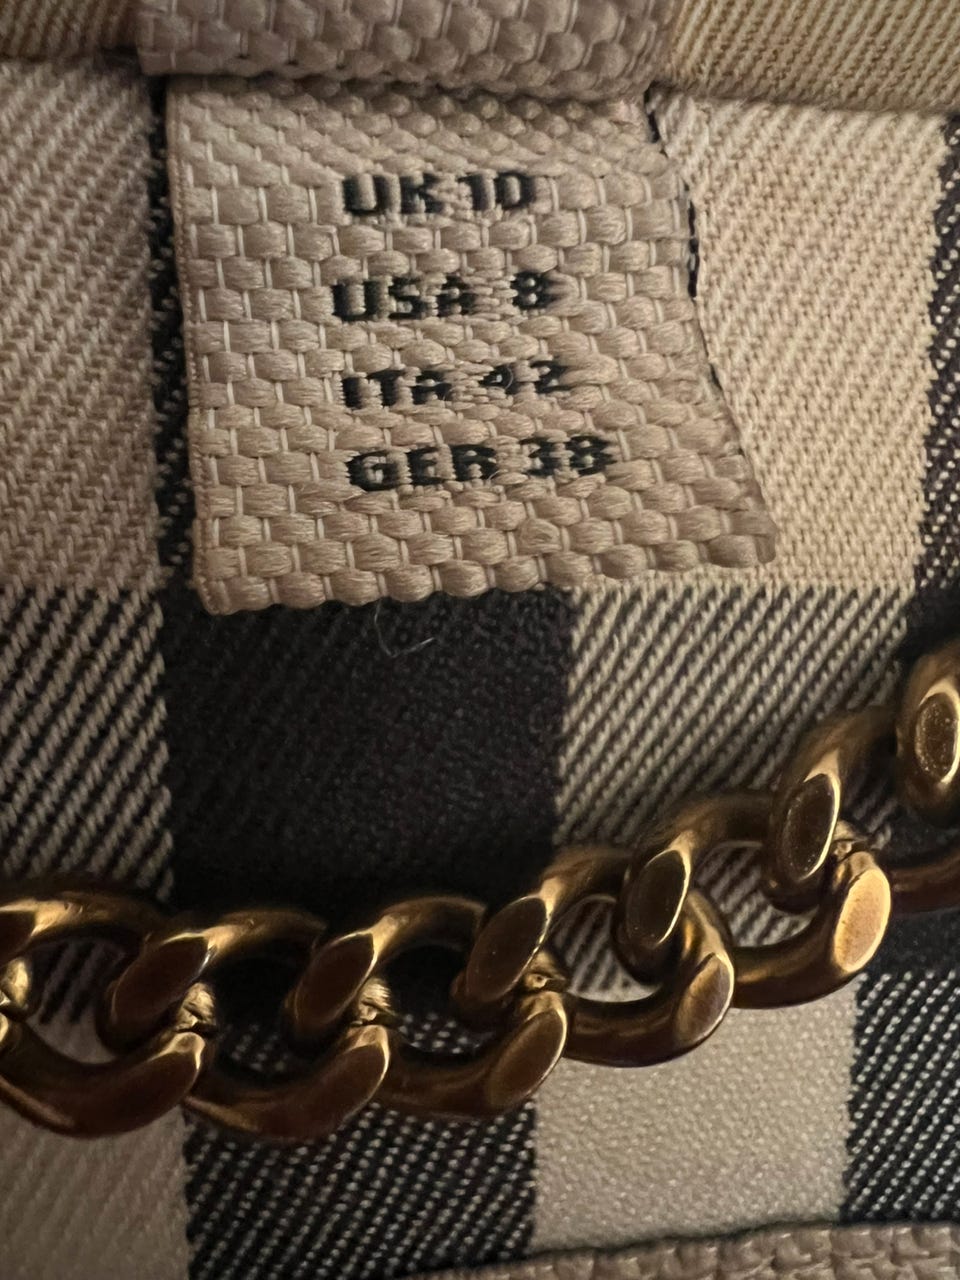 UK 10
USA 8
ITA 42
GER 38